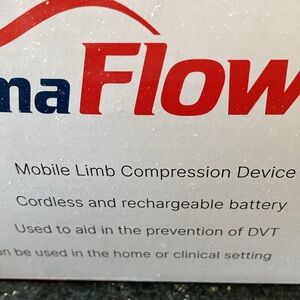 maFlow
Mobile Limb Compression Device
Cordless and rechargeable battery
Used to aid in the prevention of DVT
an be used in the home or clinical setting